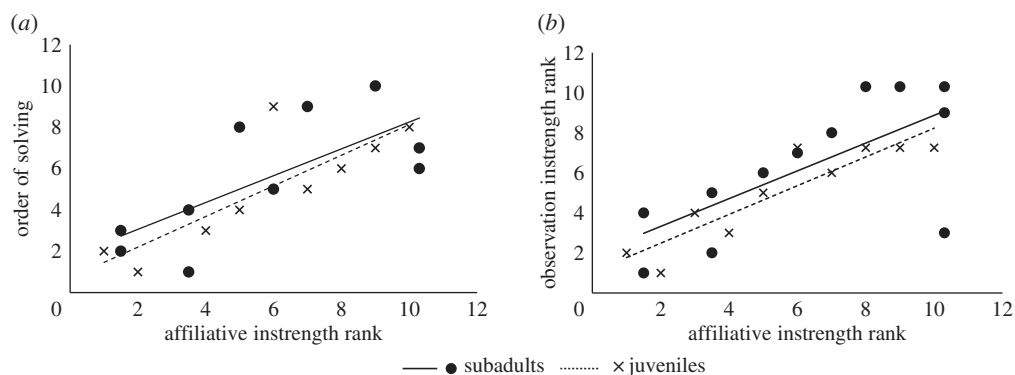 (a)
12
10
8
6
4
2
0
2 4 6 8 10 12
order of solving
affiliative instrength rank
(b)
12
10
8
6
4
2
0
2 4 6 8 10 12
observation instrength rank
affiliative instrength rank
subadults juveniles